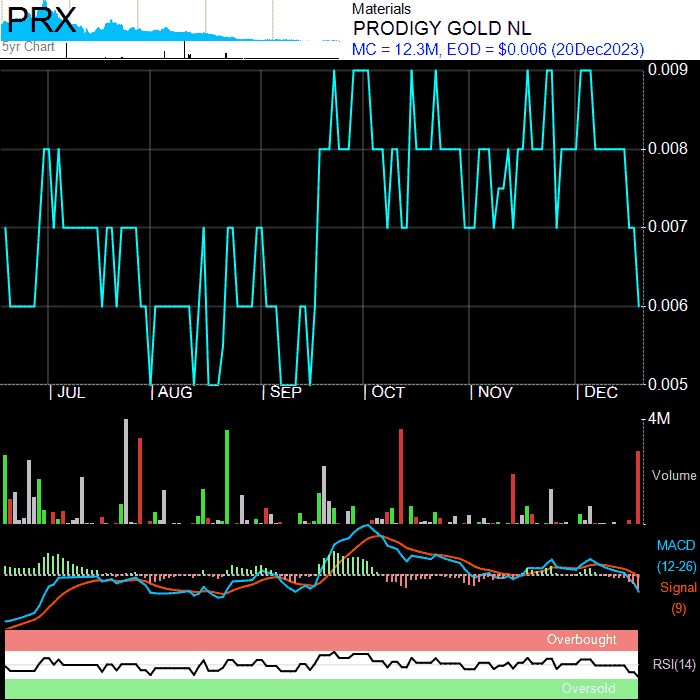 PRX
5yr Chart
Materials
PRODIGY GOLD NL
MC = 12.3M, EOD = $0.006 (20Dec2023)
0.009
0.008
0.007
0.006
0.005
JUL AUG SEP OCT NOV DEC
4M
Volume
MACD
(12-26)
Signal
(9)
Overbought
RSI(14)
Oversold